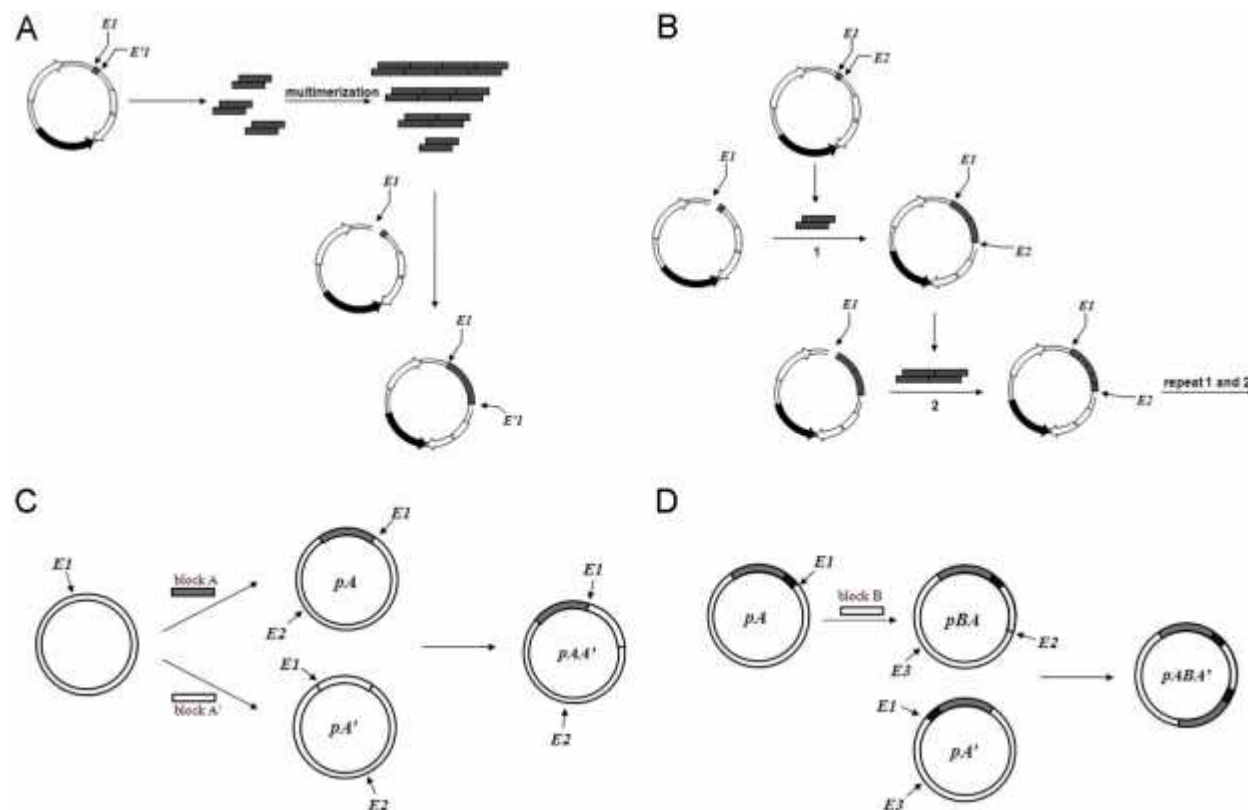 A
E1
E'1
multimerization
E1
E1
E'1
B
E1
E2
E1
1
E1
E2
E1
2
E1
E2
repeat 1 and 2
C
E1
block A
block A'
E1
pA
E2
E1
pA'
E2
E1
pAA'
E2
D
E1
pA
block B
pBA
E2
E3
E1
pA'
E3
pABA'